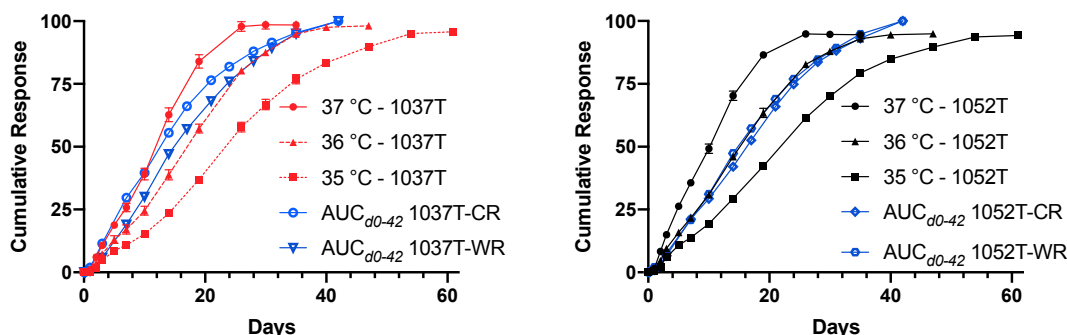 Cumulative Response
100
75
50
25
0
0
20
40
60
Days
37 °C - 1037T
36 °C - 1037T
35 °C - 1037T
AUCd0-42 1037T-CR
AUCd0-42 1037T-WR
Cumulative Response
100
75
50
25
0
0
20
40
60
Days
37 °C - 1052T
36 °C - 1052T
35 °C - 1052T
AUCd0-42 1052T-CR
AUCd0-42 1052T-WR